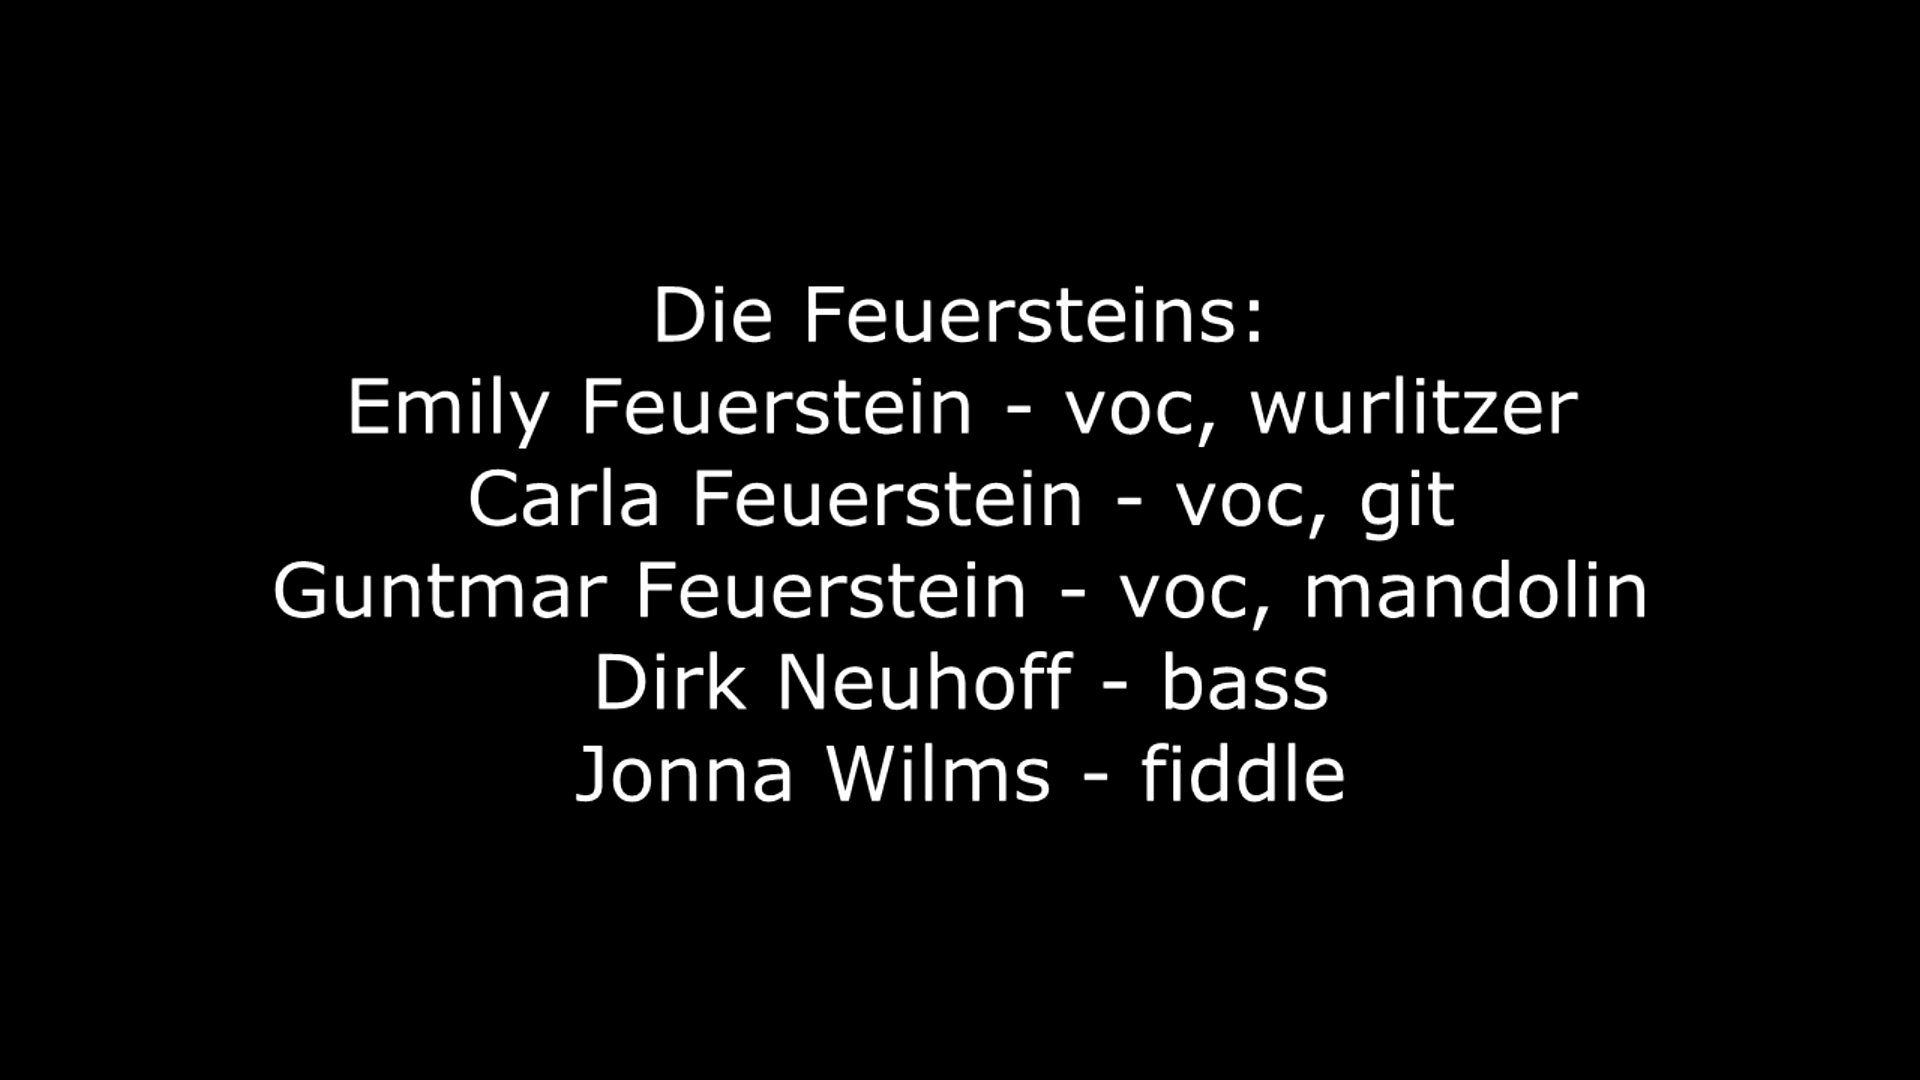 Die Feuersteins:
Emily Feuerstein - voc, wurlitzer
Carla Feuerstein - voc, git
Guntmar Feuerstein - voc, mandolin
Dirk Neuhoff - bass
Jonna Wilms - fiddle